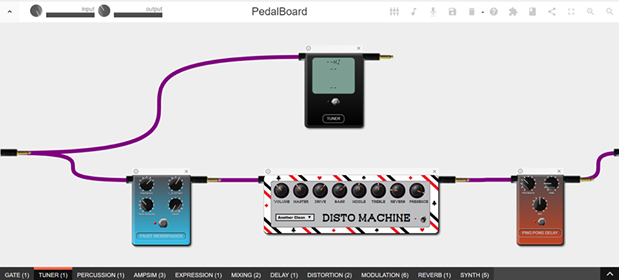 input
output
PedalBoard
--HZ
--
--
TUNER
VOLUME MASTER DRIVE BASS MIDDLE TREBLE REVERB PRESENCE
Another Clean
DISTO MACHINE
PING PONG DELAY
GATE (1) TUNER (1) PERCUSSION (1) AMPSIM (3) EXPRESSION (1) MIXING (2) DELAY (1) DISTORTION (2) MODULATION (6) REVERB (1) SYNTH (5)